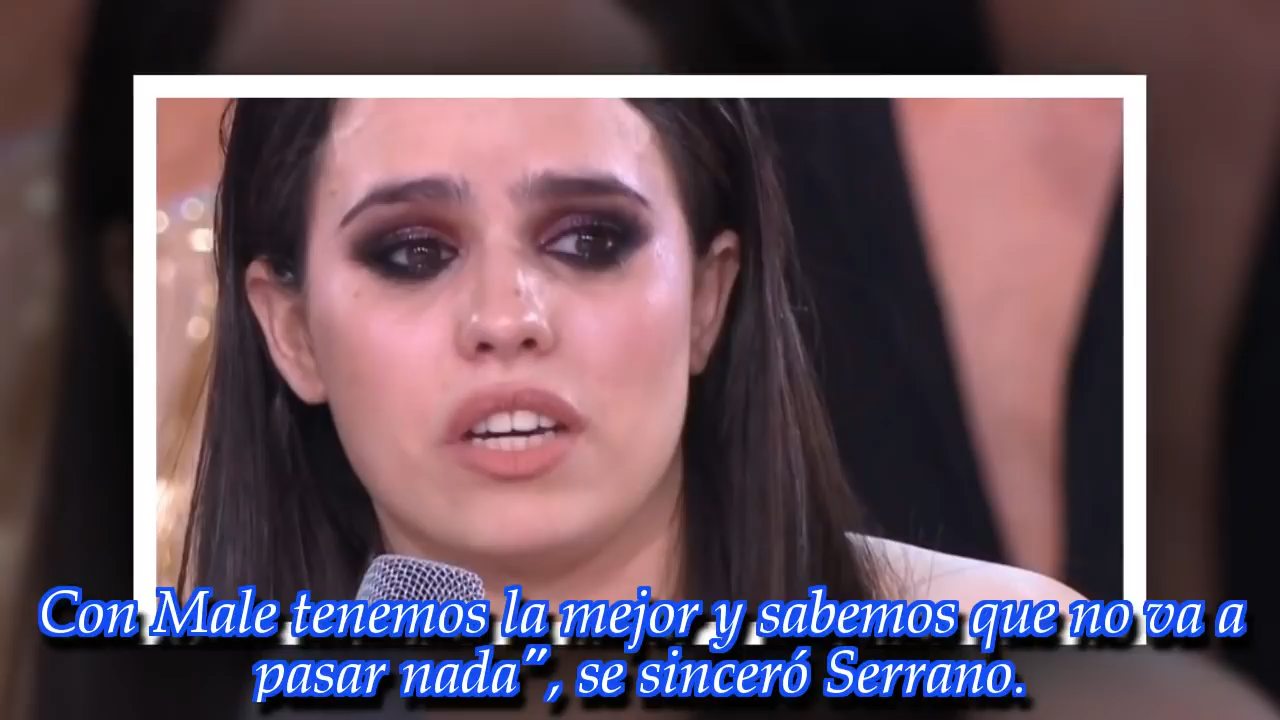 Con Male tenemos la mejor y sabemos que no va a
pasar nada”, se sinceró Serrano.